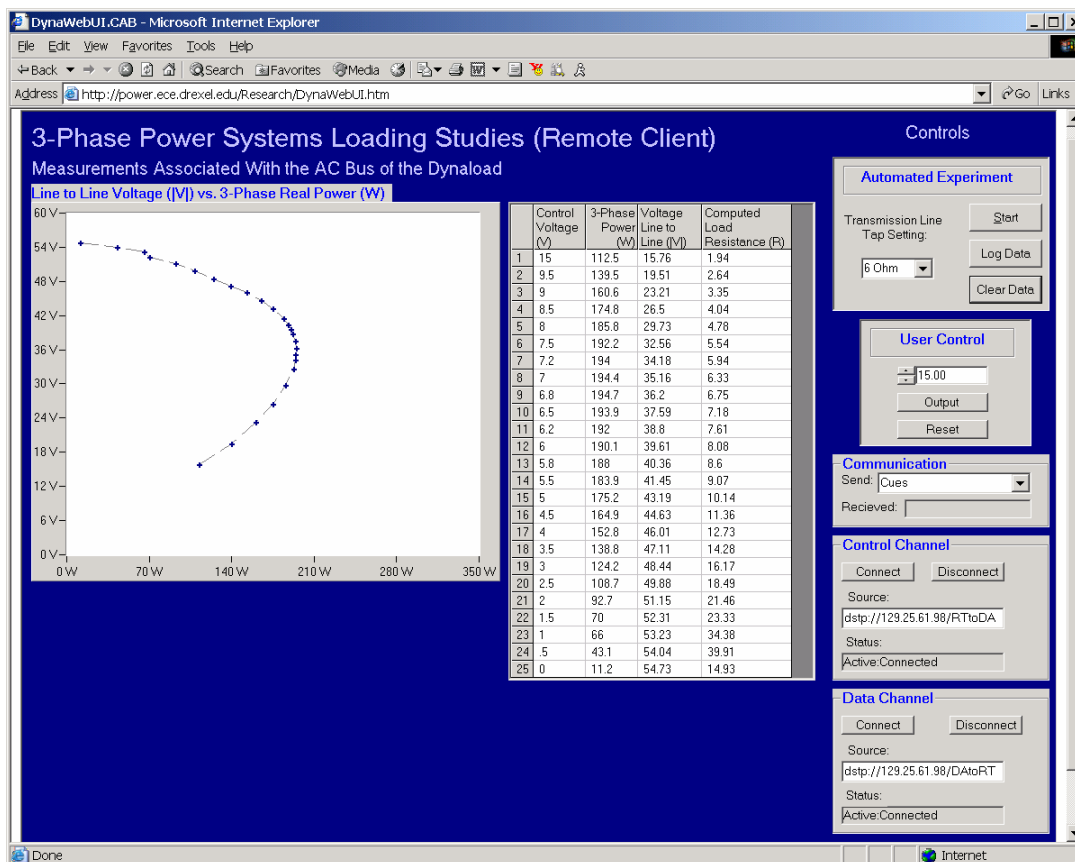 DynaWebUI.CAB - Microsoft Internet Explorer
File Edit View Favorites Tools Help
Back Search Favorites Media
Address http://power.ece.drexel.edu/Research/DynaWebUI.htm Go Links
3-Phase Power Systems Loading Studies (Remote Client)
Measurements Associated With the AC Bus of the Dynaload
Line to Line Voltage (|V|) vs. 3-Phase Real Power (W)
60 V
54 V
48 V
42 V
36 V
30 V
24 V
18 V
12 V
6 V
0 V
0 W 70 W 140 W 210 W 280 W 350 W
Control Voltage (V) 3-Phase Power (W) Voltage Line to Line (|V|) Computed Load Resistance (R)
1 15 112.5 15.76 1.94
2 9.5 139.5 19.51 2.64
3 9 160.6 23.21 3.35
4 8.5 174.8 26.5 4.04
5 8 185.8 29.73 4.78
6 7.5 192.2 32.56 5.54
7 7.2 194 34.18 5.94
8 7 194.4 35.16 6.33
9 6.8 194.7 36.2 6.75
10 6.5 193.9 37.59 7.18
11 6.2 192 38.8 7.61
12 6 190.1 39.61 8.08
13 5.8 188 40.36 8.6
14 5.5 183.9 41.45 9.07
15 5 175.2 43.19 10.14
16 4.5 164.9 44.63 11.36
17 4 152.8 46.01 12.73
18 3.5 138.8 47.11 14.28
19 3 124.2 48.44 16.17
20 2.5 108.7 49.88 18.49
21 2 92.7 51.15 21.46
22 1.5 70 52.31 23.33
23 1 66 53.23 34.38
24 .5 43.1 54.04 39.91
25 0 11.2 54.73 14.93
Controls
Automated Experiment
Transmission Line Tap Setting:
6 Ohm
Start
Log Data
Clear Data
User Control
15.00
Output
Reset
Communication
Send: Cues
Recieved:
Control Channel
Connect Disconnect
Source:
dstp://129.25.61.98/RTtoDA
Status:
Active:Connected
Data Channel
Connect Disconnect
Source:
dstp://129.25.61.98/DAtoRT
Status:
Active:Connected
Done Internet